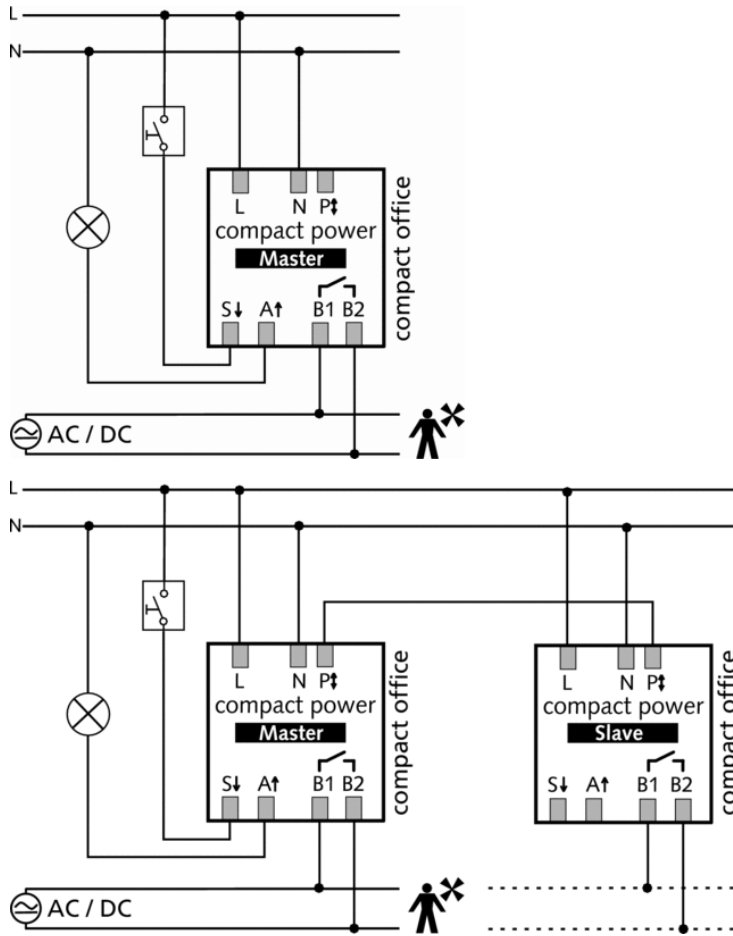 L
N
L N P↕
compact power
Master
S↓ A↑ B1 B2
compact office
AC / DC
L
N
L N P↕
compact power
Master
S↓ A↑ B1 B2
compact office
L N P↕
compact power
Slave
S↓ A↑ B1 B2
compact office
AC / DC